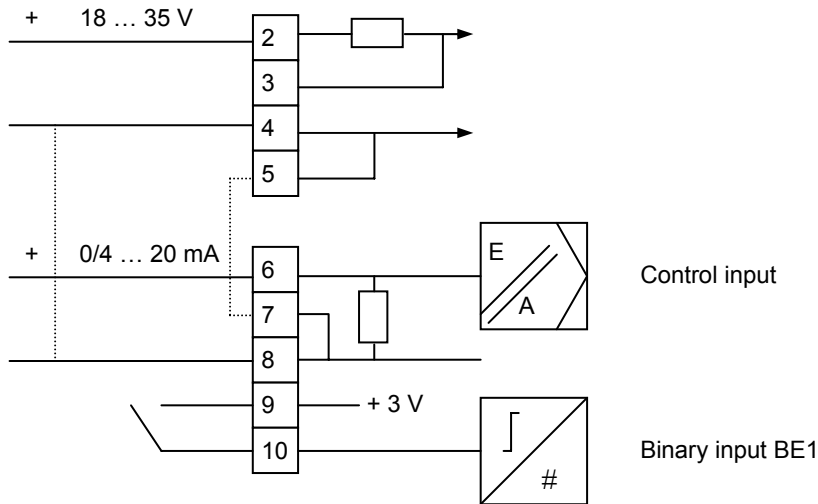 + 18 … 35 V
2
3
4
5
+ 0/4 … 20 mA
6
7
8
9
10
E
A
Control input
+ 3 V
#
Binary input BE1